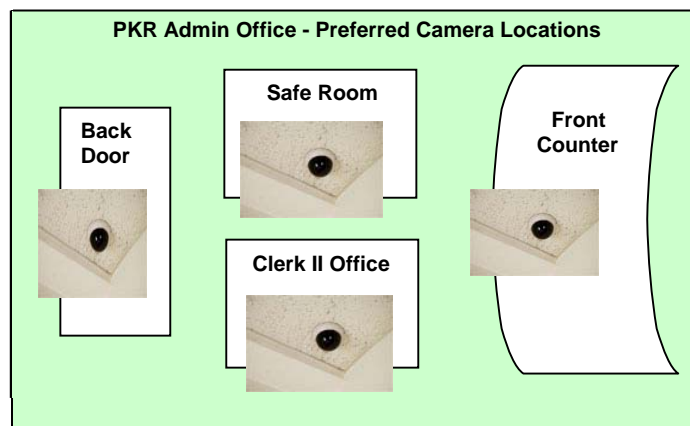 PKR Admin Office - Preferred Camera Locations
Safe Room
Back
Door
Front
Counter
Clerk II Office